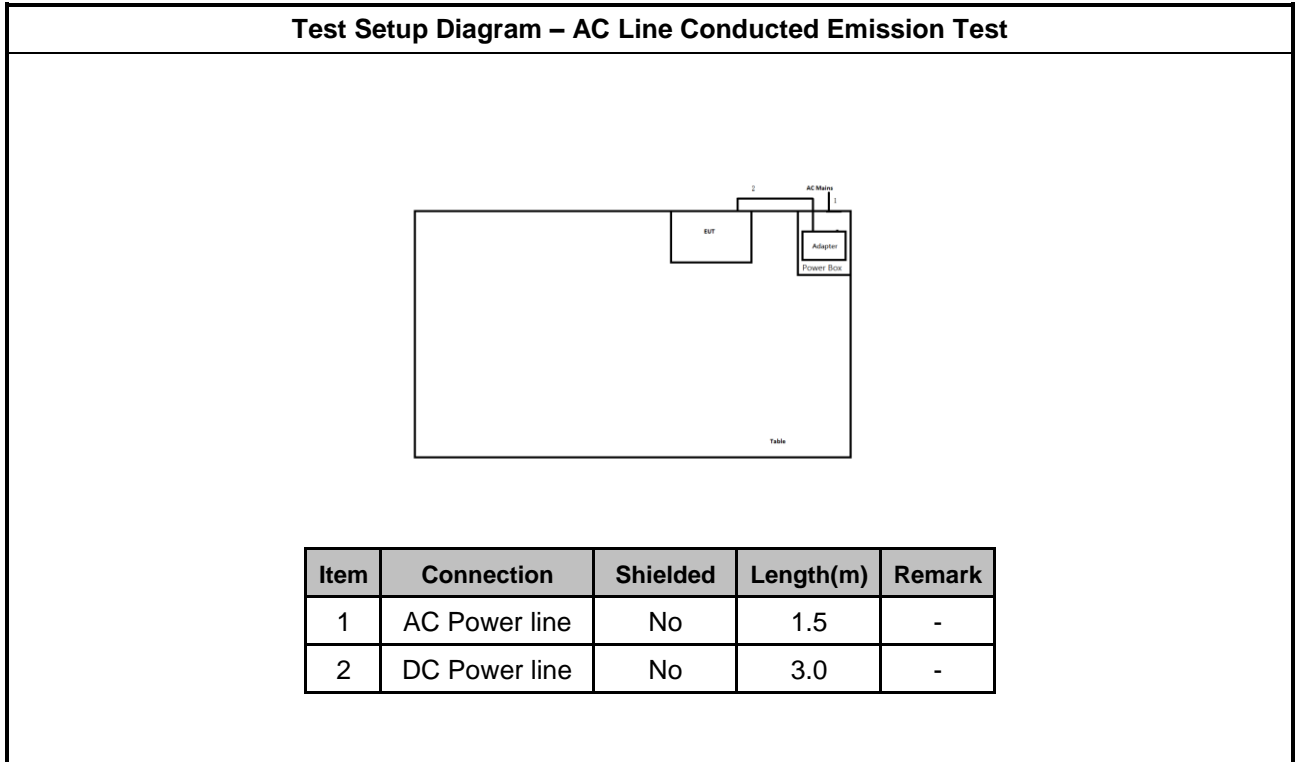 Test Setup Diagram – AC Line Conducted Emission Test
2 AC Mains
1
EUT
Adapter
Power Box
Table
Item Connection Shielded Length(m) Remark
1 AC Power line No 1.5 -
2 DC Power line No 3.0 -